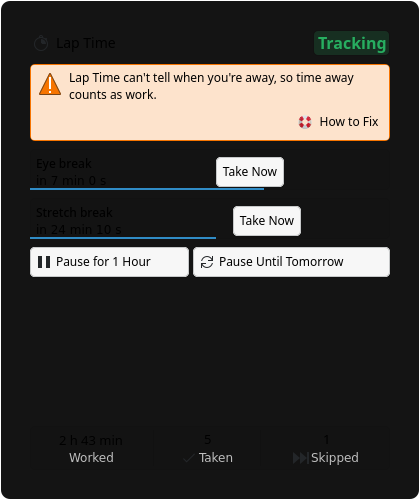 Lap Time
Tracking
Lap Time can't tell when you're away, so time away
counts as work.
How to Fix
Eye break
in 7 min 0 s
Take Now
Stretch break
in 24 min 10 s
Take Now
Pause for 1 Hour
Pause Until Tomorrow
2 h 43 min
5
1
Worked
Taken
Skipped